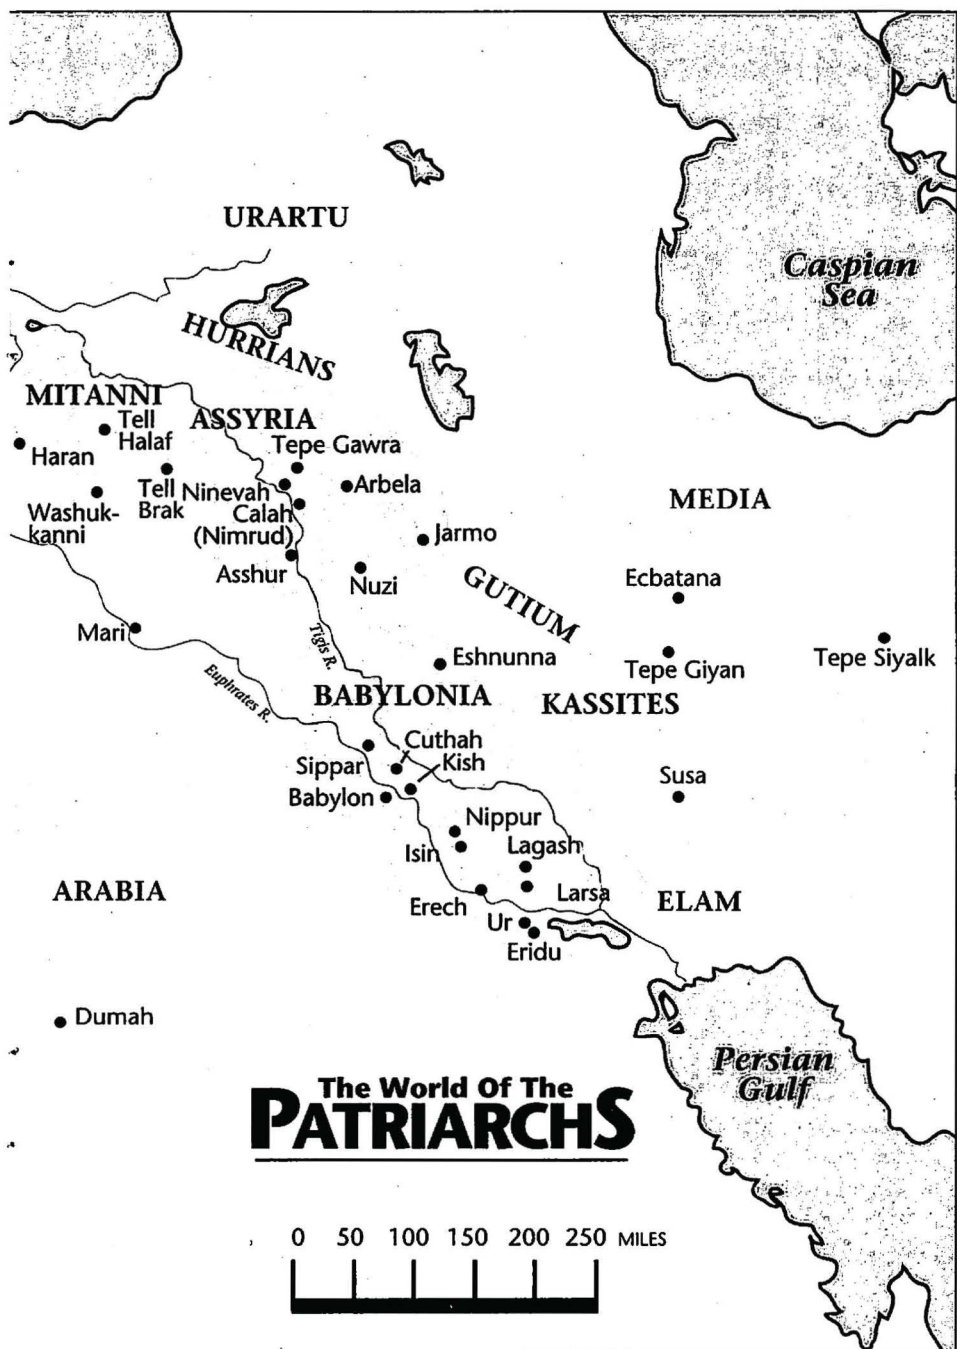 URARTU
Caspian
Sea
HURRIANS
MITANNI
ASSYRIA
Tell
Halaf
Tepe Gawra
Haran
Tell
Brak
Ninevah
Arbela
MEDIA
Washuk-
kanni
Calah
(Nimrud)
Jarmo
Asshur
Nuzi
GUTIUM
Ecbatana
Mari
Tigis R.
Eshnunna
Tepe Giyan
Tepe Siyalk
Euphrates R.
BABYLONIA
KASSITES
Cuthah
Sippar
Kish
Susa
Babylon
Nippur
Isin
Lagash
ARABIA
Larsa
ELAM
Erech
Ur
Eridu
Dumah
Persian
Gulf
The World Of The
PATRIARCHS
0 50 100 150 200 250 MILES